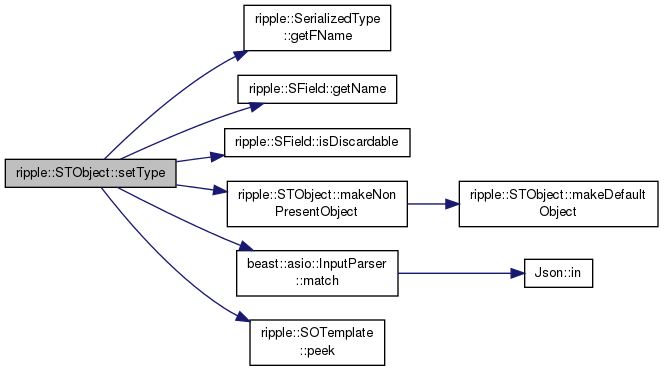 ripple::SerializedType
::getFName
ripple::SField::getName
ripple::SField::isDiscardable
ripple::STObject::setType
ripple::STObject::makeNon
PresentObject
ripple::STObject::makeDefault
Object
beast::asio::InputParser
::match
Json::in
ripple::SOTemplate
::peek